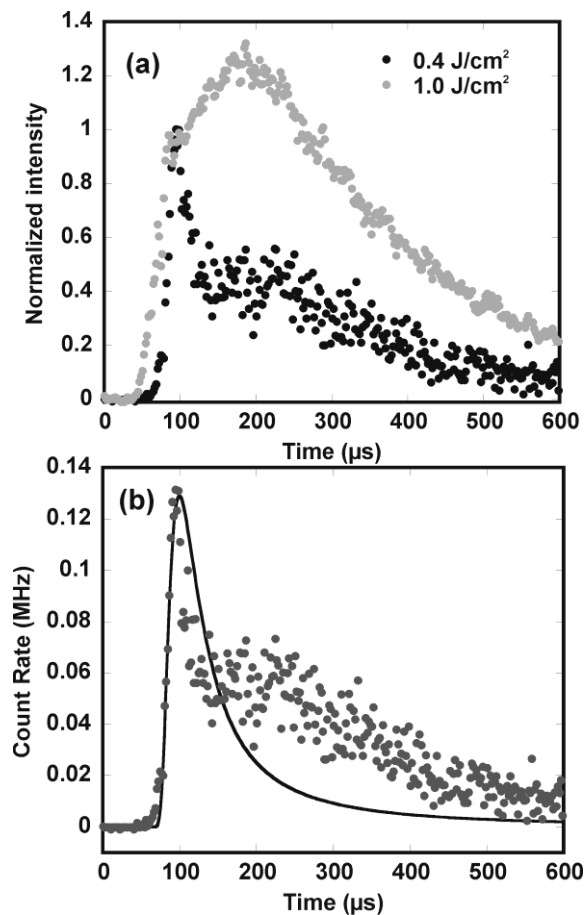 (a)
0.4 J/cm²
1.0 J/cm²
Normalized intensity
1.4
1.2
1
0.8
0.6
0.4
0.2
0
0 100 200 300 400 500 600
Time (µs)
(b)
Count Rate (MHz)
0.14
0.12
0.1
0.08
0.06
0.04
0.02
0
0 100 200 300 400 500 600
Time (µs)